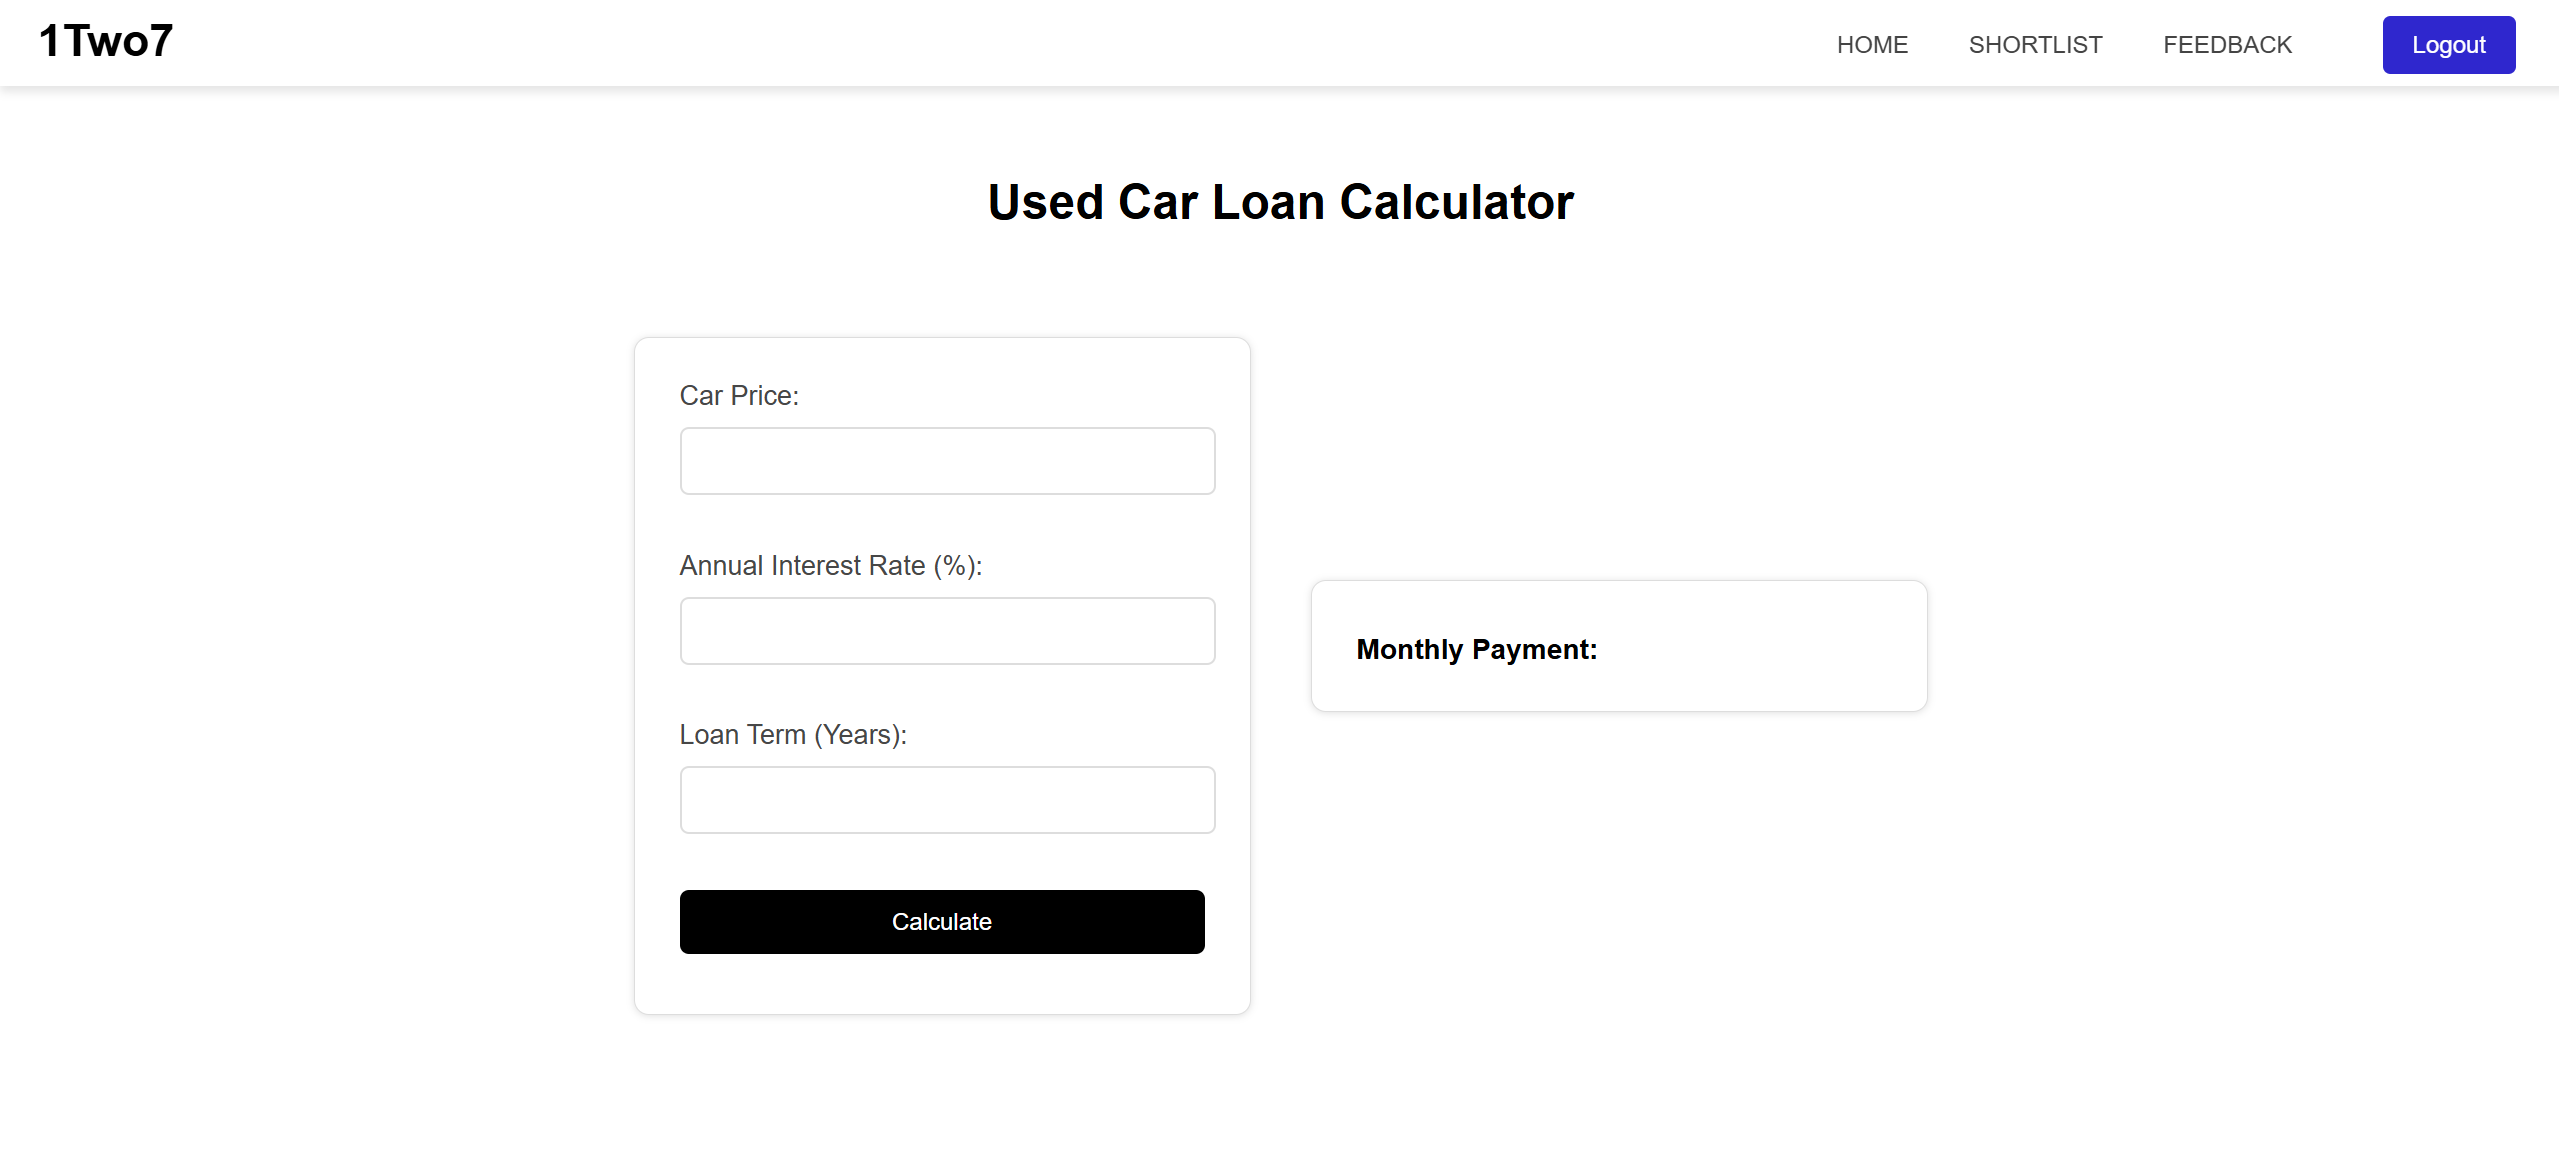 1Two7
HOME
SHORTLIST
FEEDBACK
Logout
Used Car Loan Calculator
Car Price:
Annual Interest Rate (%):
Loan Term (Years):
Calculate
Monthly Payment: